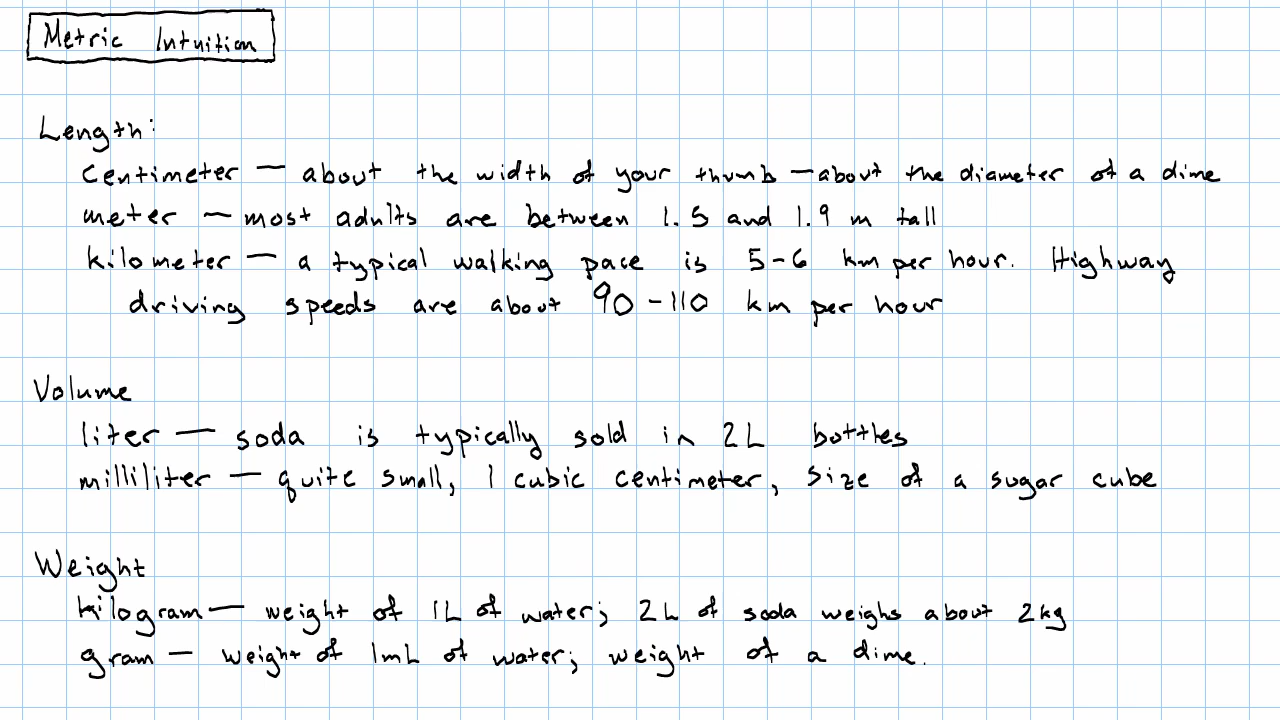 Metric Intuition
Length:
centimeter — about the width of your thumb — about the diameter of a dime
meter — most adults are between 1.5 and 1.9 m tall
kilometer — a typical walking pace is 5-6 km per hour. Highway
driving speeds are about 90-110 km per hour
Volume
liter — soda is typically sold in 2L bottles
milliliter — quite small, 1 cubic centimeter, size of a sugar cube
Weight
kilogram — weight of 1L of water; 2L of soda weighs about 2kg
gram — weight of 1mL of water; weight of a dime.